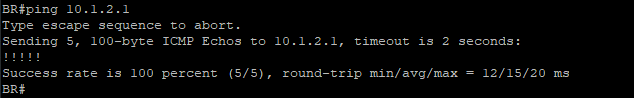 BR#ping 10.1.2.1
Type escape sequence to abort.
Sending 5, 100-byte ICMP Echos to 10.1.2.1, timeout is 2 seconds:
!!!!!
Success rate is 100 percent (5/5), round-trip min/avg/max = 12/15/20 ms
BR#